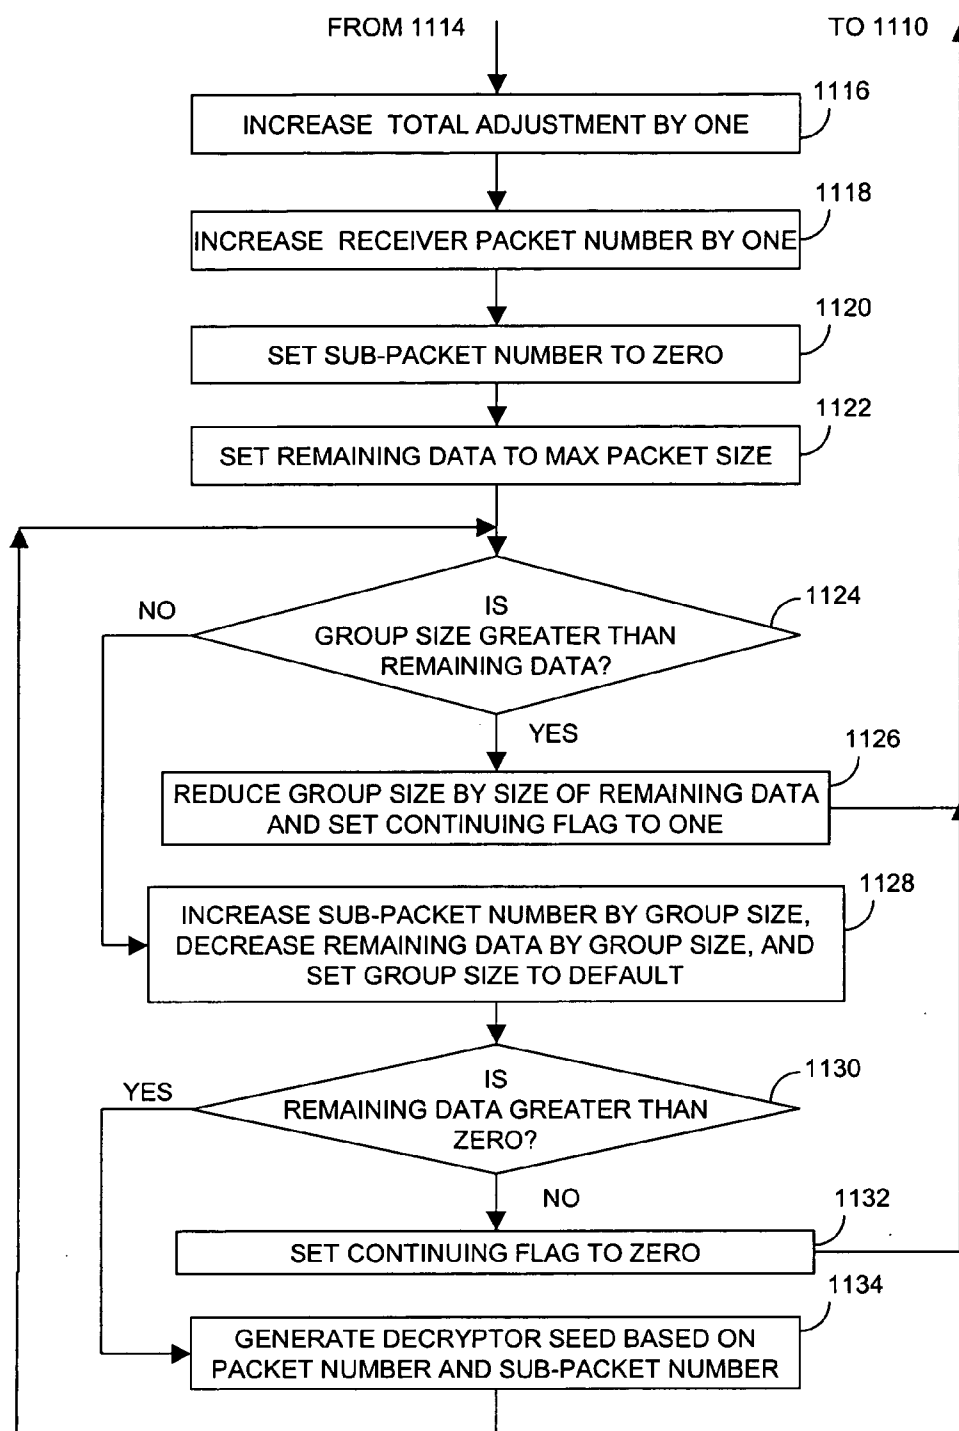 FROM 1114
TO 1110
1116
INCREASE TOTAL ADJUSTMENT BY ONE
1118
INCREASE RECEIVER PACKET NUMBER BY ONE
1120
SET SUB-PACKET NUMBER TO ZERO
1122
SET REMAINING DATA TO MAX PACKET SIZE
NO
1124
IS
GROUP SIZE GREATER THAN
REMAINING DATA?
YES
1126
REDUCE GROUP SIZE BY SIZE OF REMAINING DATA
AND SET CONTINUING FLAG TO ONE
1128
INCREASE SUB-PACKET NUMBER BY GROUP SIZE,
DECREASE REMAINING DATA BY GROUP SIZE, AND
SET GROUP SIZE TO DEFAULT
YES
1130
IS
REMAINING DATA GREATER THAN
ZERO?
NO
1132
SET CONTINUING FLAG TO ZERO
1134
GENERATE DECRYPTOR SEED BASED ON
PACKET NUMBER AND SUB-PACKET NUMBER